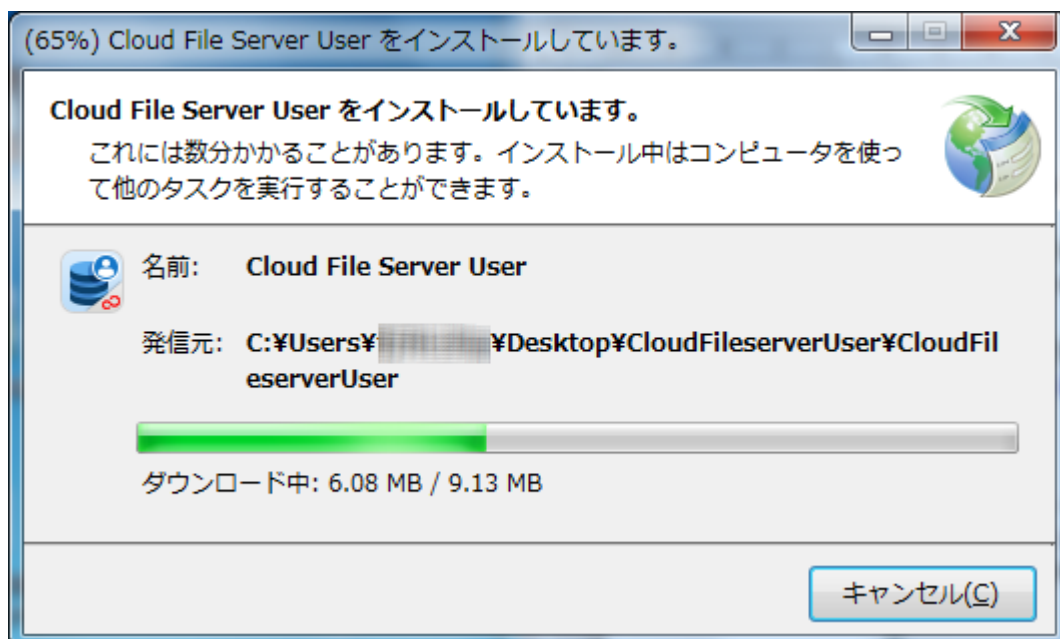 (65%) Cloud File Server User をインストールしています。
Cloud File Server User をインストールしています。
これには数分かかることがあります。インストール中はコンピュータを使っ
て他のタスクを実行することができます。
名前: Cloud File Server User
発信元: C:¥Users¥ ¥Desktop¥CloudFileserverUser¥CloudFil
eserverUser
ダウンロード中: 6.08 MB / 9.13 MB
キャンセル(C)